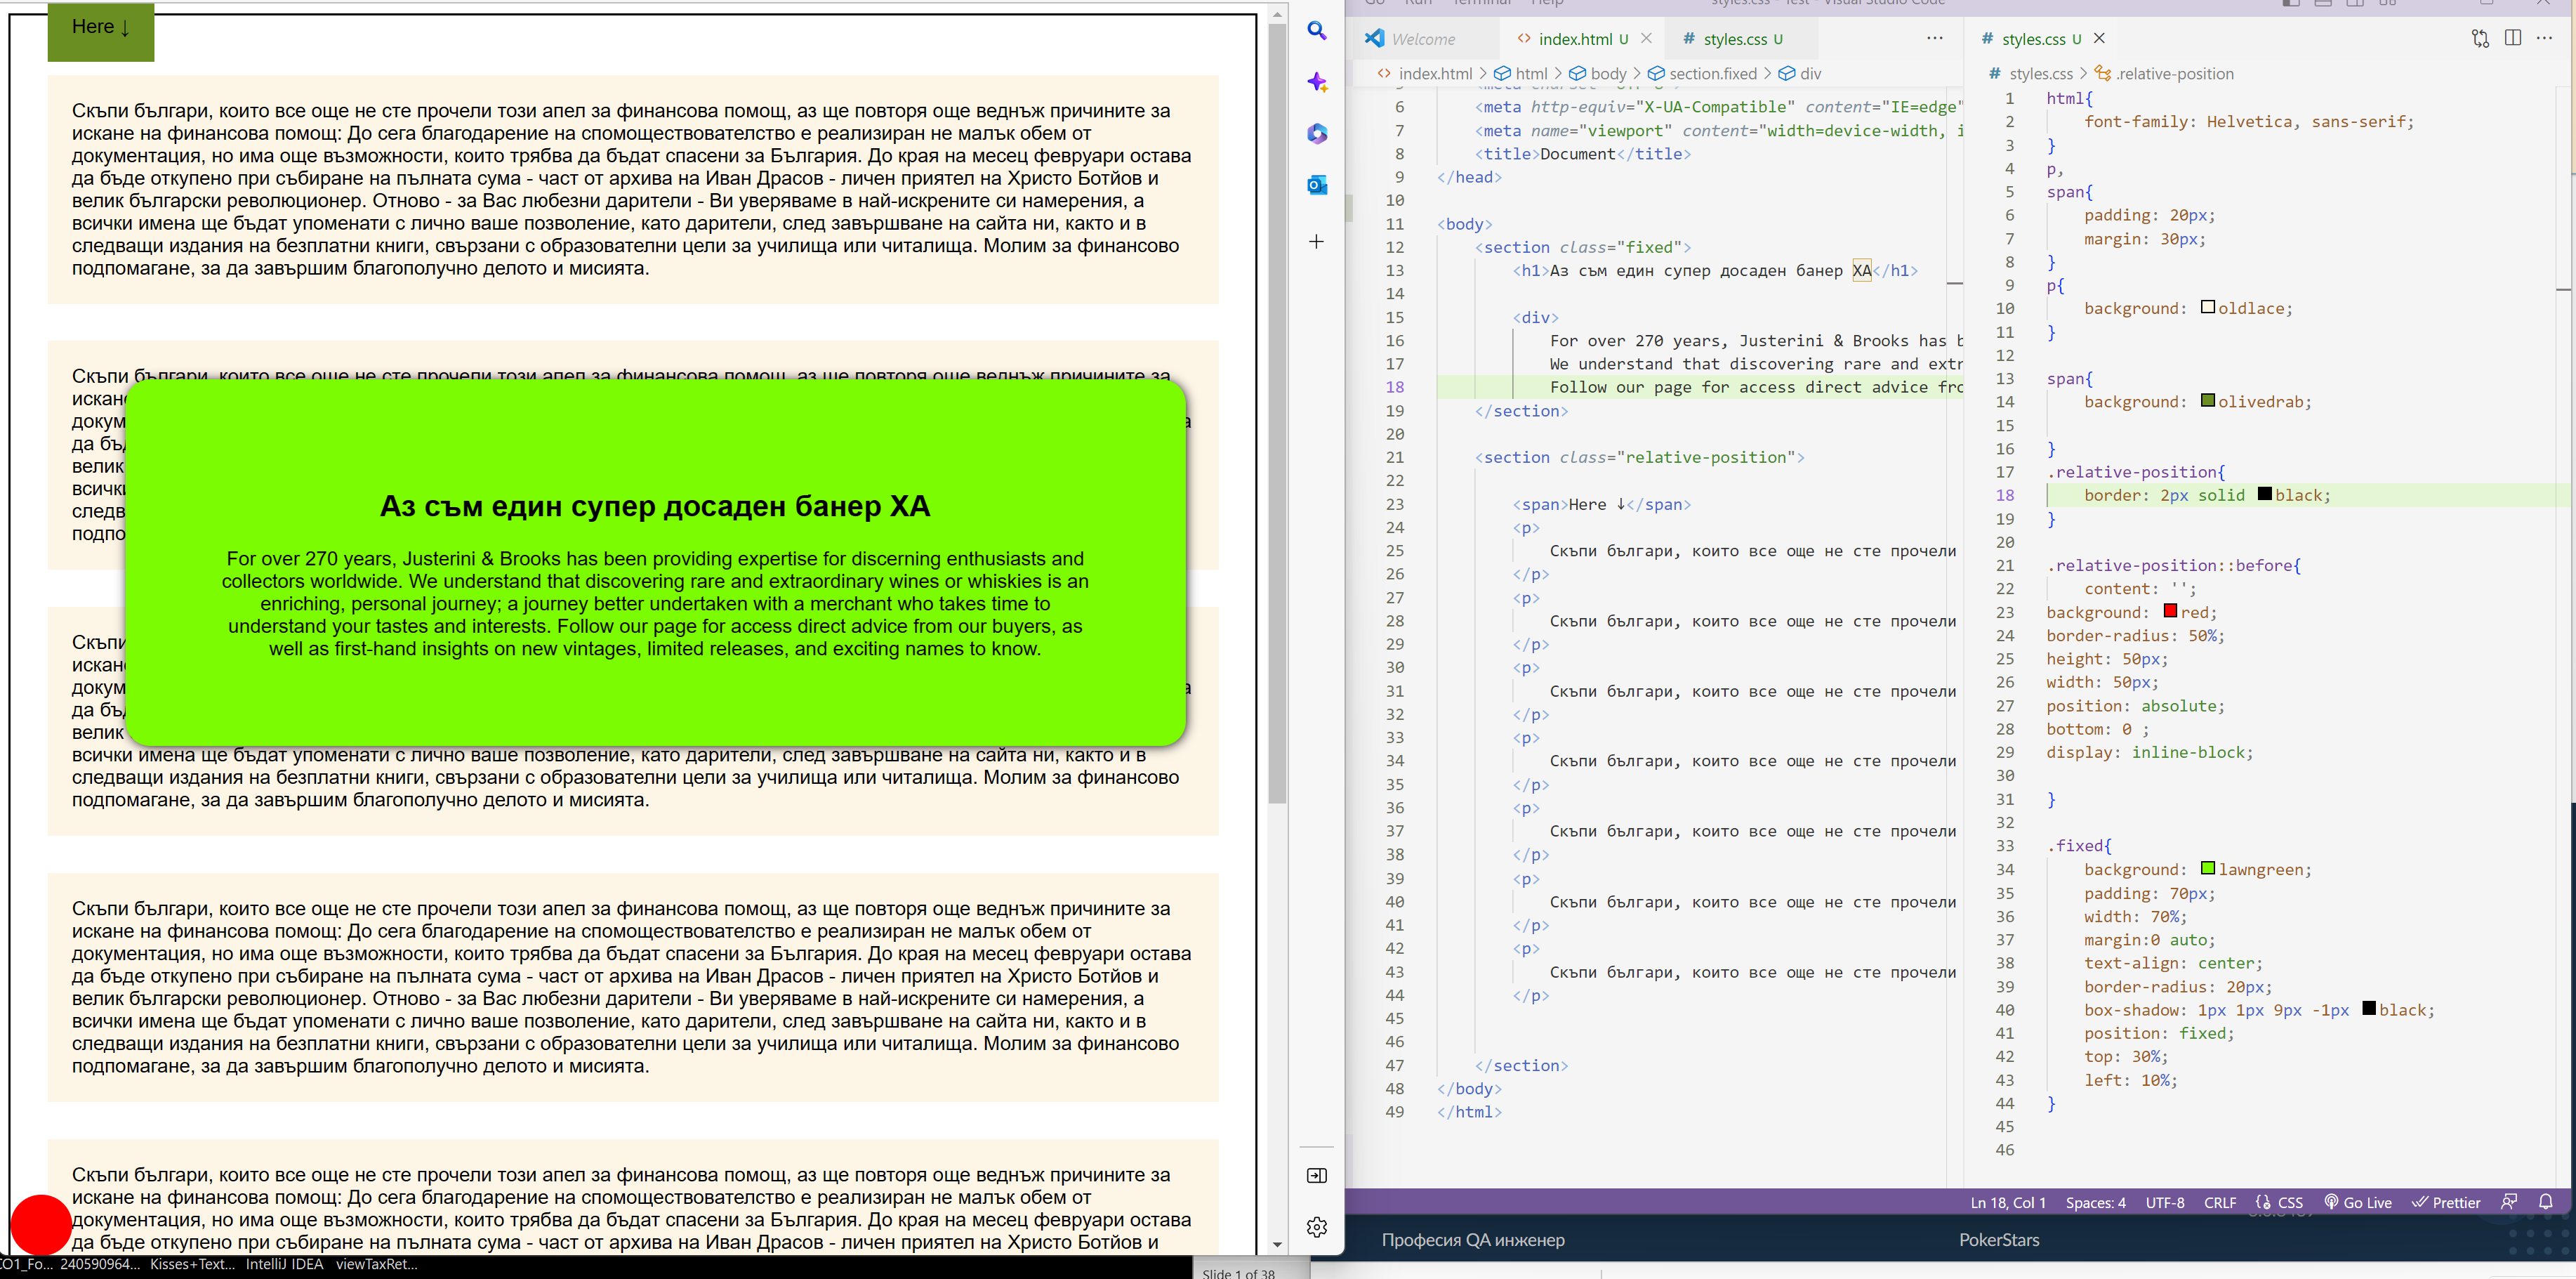 Here ↓
Скъпи българи, които все още не сте прочели този апел за финансова помощ, аз ще повторя още веднъж причините за
искане на финансова помощ: До сега благодарение на спомоществователство е реализиран не малък обем от
документация, но има още възможности, които трябва да бъдат спасени за България. До края на месец февруари остава
да бъде откупено при събиране на пълната сума - част от архива на Иван Драсов - личен приятел на Христо Ботйов и
велик български революционер. Отново - за Вас любезни дарители - Ви уверяваме в най-искрените си намерения, а
всички имена ще бъдат упоменати с лично ваше позволение, като дарители, след завършване на сайта ни, както и в
следващи издания на безплатни книги, свързани с образователни цели за училища или читалища. Молим за финансово
подпомагане, за да завършим благополучно делото и мисията.
Скъпи българи, които все още не сте прочели този апел за финансова помощ, аз ще повторя още веднъж причините за
Аз съм един супер досаден банер ХА
For over 270 years, Justerini & Brooks has been providing expertise for discerning enthusiasts and
collectors worldwide. We understand that discovering rare and extraordinary wines or whiskies is an
enriching, personal journey; a journey better undertaken with a merchant who takes time to
understand your tastes and interests. Follow our page for access direct advice from our buyers, as
well as first-hand insights on new vintages, limited releases, and exciting names to know.
Скъпи
да
велик
всички имена ще бъдат упоменати с лично ваше позволение, като дарители, след завършване на сайта ни, както и в
следващи издания на безплатни книги, свързани с образователни цели за училища или читалища. Молим за финансово
подпомагане, за да завършим благополучно делото и мисията.
Скъпи българи, които все още не сте прочели този апел за финансова помощ, аз ще повторя още веднъж причините за
искане на финансова помощ: До сега благодарение на спомоществователство е реализиран не малък обем от
документация, но има още възможности, които трябва да бъдат спасени за България. До края на месец февруари остава
да бъде откупено при събиране на пълната сума - част от архива на Иван Драсов - личен приятел на Христо Ботйов и
велик български революционер. Отново - за Вас любезни дарители - Ви уверяваме в най-искрените си намерения, а
всички имена ще бъдат упоменати с лично ваше позволение, като дарители, след завършване на сайта ни, както и в
следващи издания на безплатни книги, свързани с образователни цели за училища или читалища. Молим за финансово
подпомагане, за да завършим благополучно делото и мисията.
Скъпи българи, които все още не сте прочели този апел за финансова помощ, аз ще повторя още веднъж причините за
искане на финансова помощ: До сега благодарение на спомоществователство е реализиран не малък обем от
документация, но има още възможности, които трябва да бъдат спасени за България. До края на месец февруари остава
да бъде откупено при събиране на пълната сума - част от архива на Иван Драсов - личен приятел на Христо Ботйов и
CO1_Fo... 240590964... Kisses+Text... IntelliJ IDEA viewTaxRet...
Slide 1 of 38
Go Run Terminal Help styles.css - Test - Visual Studio Code
Welcome index.html U styles.css U
index.html > html > body > section.fixed > div
6 <meta http-equiv="X-UA-Compatible" content="IE=edge"
7 <meta name="viewport" content="width=device-width, i
8 <title>Document</title>
9 </head>
10
11 <body>
12 <section class="fixed">
13 <h1>Аз съм един супер досаден банер ХА</h1>
14
15 <div>
16 For over 270 years, Justerini & Brooks has b
17 We understand that discovering rare and extr
18 Follow our page for access direct advice fro
19 </section>
20
21 <section class="relative-position">
22
23 <span>Here ↓</span>
24 <p>
25 Скъпи българи, които все още не сте прочели
26 </p>
27 <p>
28 Скъпи българи, които все още не сте прочели
29 </p>
30 <p>
31 Скъпи българи, които все още не сте прочели
32 </p>
33 <p>
34 Скъпи българи, които все още не сте прочели
35 </p>
36 <p>
37 Скъпи българи, които все още не сте прочели
38 </p>
39 <p>
40 Скъпи българи, които все още не сте прочели
41 </p>
42 <p>
43 Скъпи българи, които все още не сте прочели
44 </p>
45
46
47 </section>
48 </body>
49 </html>
styles.css U
styles.css > .relative-position
1 html{
2 font-family: Helvetica, sans-serif;
3 }
4 p,
5 span{
6 padding: 20px;
7 margin: 30px;
8 }
9 p{
10 background: oldlace;
11 }
12
13 span{
14 background: olivedrab;
15
16 }
17 .relative-position{
18 border: 2px solid black;
19 }
20
21 .relative-position::before{
22 content: '';
23 background: red;
24 border-radius: 50%;
25 height: 50px;
26 width: 50px;
27 position: absolute;
28 bottom: 0 ;
29 display: inline-block;
30
31 }
32
33 .fixed{
34 background: lawngreen;
35 padding: 70px;
36 width: 70%;
37 margin:0 auto;
38 text-align: center;
39 border-radius: 20px;
40 box-shadow: 1px 1px 9px -1px black;
41 position: fixed;
42 top: 30%;
43 left: 10%;
44 }
45
46
Ln 18, Col 1 Spaces: 4 UTF-8 CRLF {} CSS Go Live Prettier
Професия QA инженер PokerStars